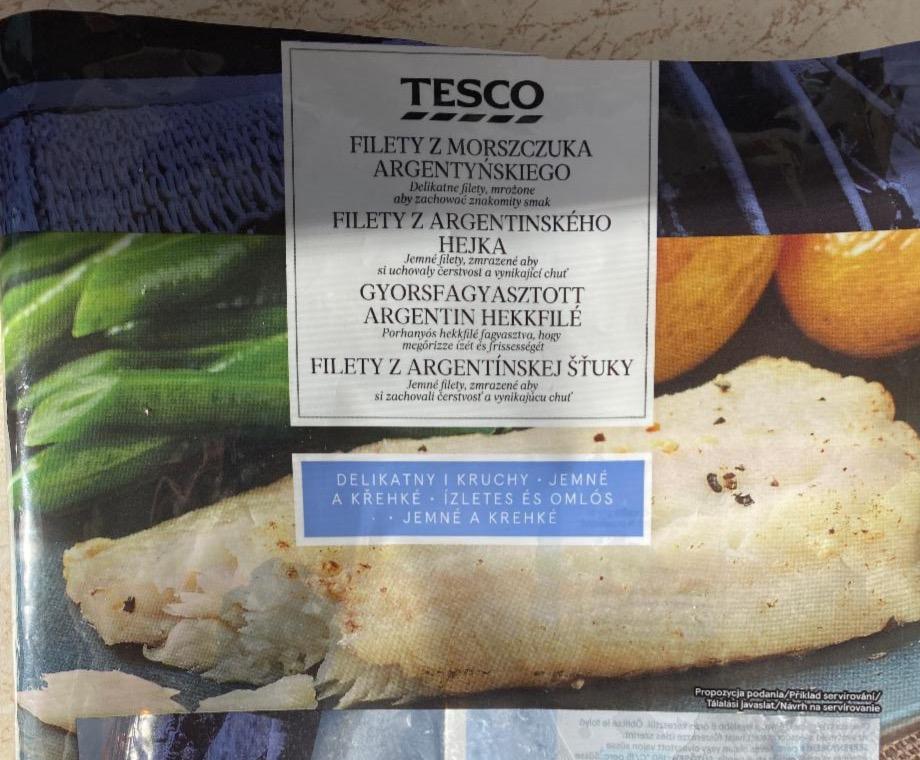 TESCO
FILETY Z MORSZCZUKA
ARGENTYŃSKIEGO
Delikatne filety, mrożone
aby zachować znakomity smak
FILETY Z ARGENTINSKÉHO
HEJKA
Jemné filety, zmrazené aby
si uchovaly čerstvost a vynikající chuť
GYORSFAGYASZTOTT
ARGENTIN HEKKFILÉ
Porhanyós hekkfilé fagyasztva, hogy
megőrizze ízét és frissességét
FILETY Z ARGENTÍNSKEJ ŠŤUKY
Jemné filety, zmrazené aby
si zachovali čerstvosť a vynikajúcu chuť
DELIKATNY I KRUCHY · JEMNÉ
A KŘEHKÉ · ÍZLETES ÉS OMLÓS
· · JEMNÉ A KREHKÉ
Propozycja podania/Příklad servírování/
Tálalási javaslat/Návrh na servírovanie